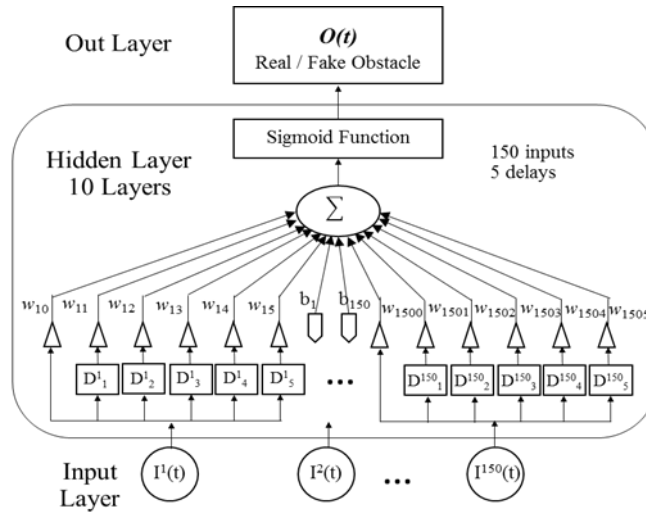 Out Layer
O(t)
Real / Fake Obstacle
Sigmoid Function
Hidden Layer
10 Layers
150 inputs
5 delays
Σ
w₁₀ w₁₁ w₁₂ w₁₃ w₁₄ w₁₅ b₁ b₁₅₀ w₁₅₀₀ w₁₅₀₁ w₁₅₀₂ w₁₅₀₃ w₁₅₀₄ w₁₅₀₅
D¹₁ D¹₂ D¹₃ D¹₄ D¹₅ ... D¹⁵⁰₁ D¹⁵⁰₂ D¹⁵⁰₃ D¹⁵⁰₄ D¹⁵⁰₅
Input
Layer
I¹(t) I²(t) ... I¹⁵⁰(t)